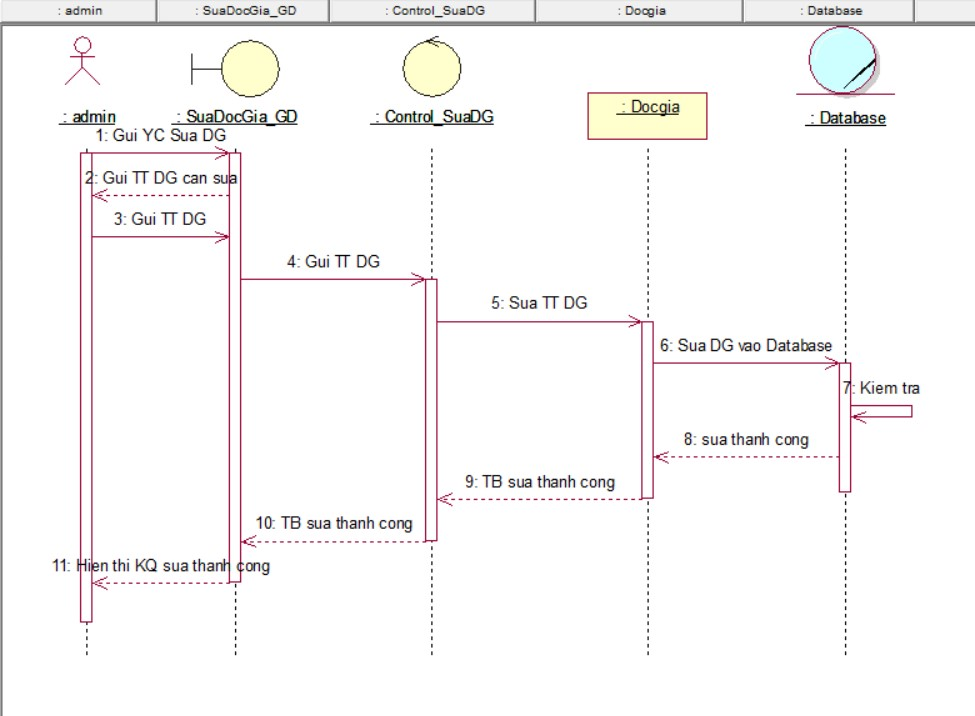 : admin
: SuaDocGia_GD
: Control_SuaDG
: Docgia
: Database
: admin
: SuaDocGia_GD
: Control_SuaDG
: Docgia
: Database
1: Gui YC Sua DG
2: Gui TT DG can sua
3: Gui TT DG
4: Gui TT DG
5: Sua TT DG
6: Sua DG vao Database
7: Kiem tra
8: sua thanh cong
9: TB sua thanh cong
10: TB sua thanh cong
11: Hien thi KQ sua thanh cong